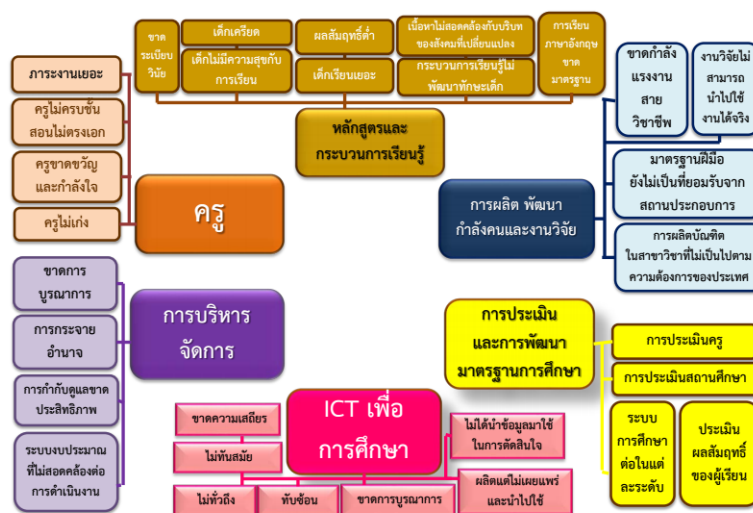 ขาด
ระเบียบ
วินัย
เด็กเครียด
เด็กไม่มีความสุขกับ
การเรียน
ผลสัมฤทธิ์ต่ำ
เด็กเรียนเยอะ
เนื้อหาไม่สอดคล้องกับบริบท
ของสังคมที่เปลี่ยนแปลง
กระบวนการเรียนรู้ไม่
พัฒนาทักษะเด็ก
การเรียน
ภาษาอังกฤษ
ขาด
มาตรฐาน
หลักสูตรและ
กระบวนการเรียนรู้
ภาระงานเยอะ
ครูไม่ครบชั้น
สอนไม่ตรงเอก
ครูขาดขวัญ
และกำลังใจ
ครูไม่เก่ง
ครู
ขาดกำลัง
แรงงาน
สาย
วิชาชีพ
งานวิจัยไม่
สามารถ
นำไปใช้
งานได้จริง
มาตรฐานฝีมือ
ยังไม่เป็นที่ยอมรับจาก
สถานประกอบการ
การผลิตบัณฑิต
ในสาขาวิชาที่ไม่เป็นไปตาม
ความต้องการของประเทศ
การผลิต พัฒนา
กำลังคนและงานวิจัย
ขาดการ
บูรณาการ
การกระจาย
อำนาจ
การกำกับดูแลขาด
ประสิทธิภาพ
ระบบงบประมาณ
ที่ไม่สอดคล้องต่อ
การดำเนินงาน
การบริหาร
จัดการ
การประเมิน
และการพัฒนา
มาตรฐานการศึกษา
การประเมินครู
การประเมินสถานศึกษา
ระบบ
การศึกษา
ต่อในแต่
ละระดับ
ประเมิน
ผลสัมฤทธิ์
ของผู้เรียน
ICT เพื่อ
การศึกษา
ขาดความเสถียร
ไม่ทันสมัย
ไม่ทั่วถึง
ทับซ้อน
ขาดการบูรณาการ
ไม่ได้นำข้อมูลมาใช้
ในการตัดสินใจ
ผลิตแต่ไม่เผยแพร่
และนำไปใช้